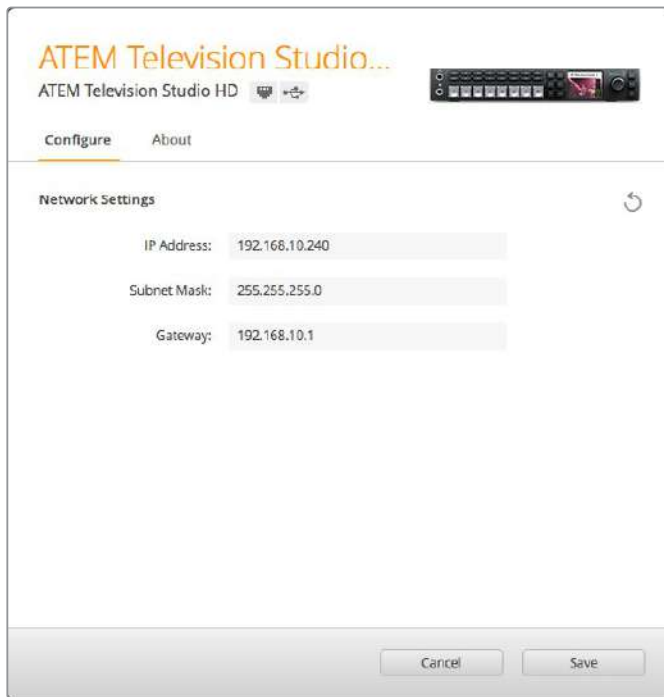 ATEM Television Studio...
ATEM Television Studio HD
Configure About
Network Settings
IP Address: 192.168.10.240
Subnet Mask: 255.255.255.0
Gateway: 192.168.10.1
Cancel Save